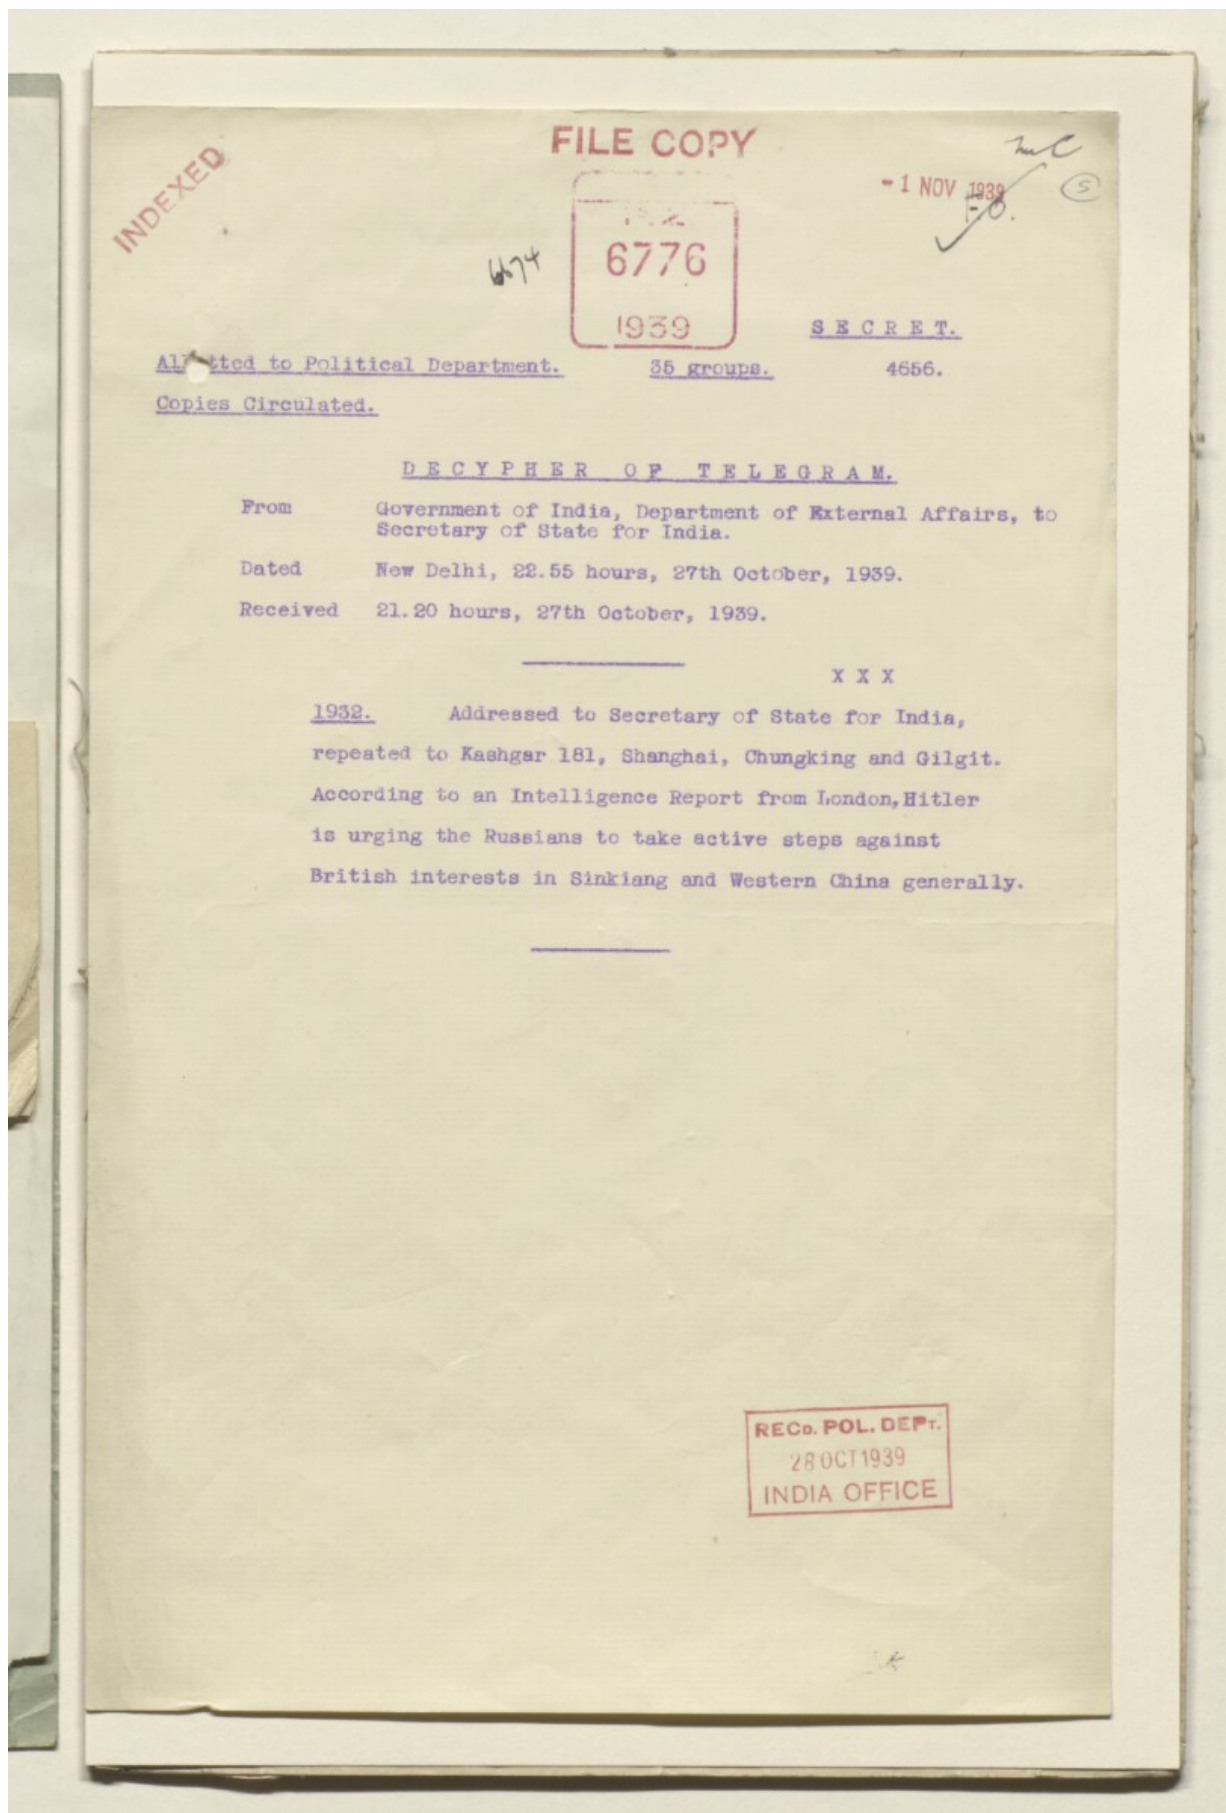 FILE COPY
INDEXED
- 1 NOV 1939
5
F.O.
P.Z.
6776
1939
6674
SECRET.
Allotted to Political Department. 35 groups. 4656.
Copies Circulated.
DECYPHER OF TELEGRAM.
From Government of India, Department of External Affairs, to
Secretary of State for India.
Dated New Delhi, 22.55 hours, 27th October, 1939.
Received 21.20 hours, 27th October, 1939.
X X X
1932. Addressed to Secretary of State for India,
repeated to Kashgar 181, Shanghai, Chungking and Gilgit.
According to an Intelligence Report from London, Hitler
is urging the Russians to take active steps against
British interests in Sinkiang and Western China generally.
RECD. POL. DEPT.
28 OCT 1939
INDIA OFFICE